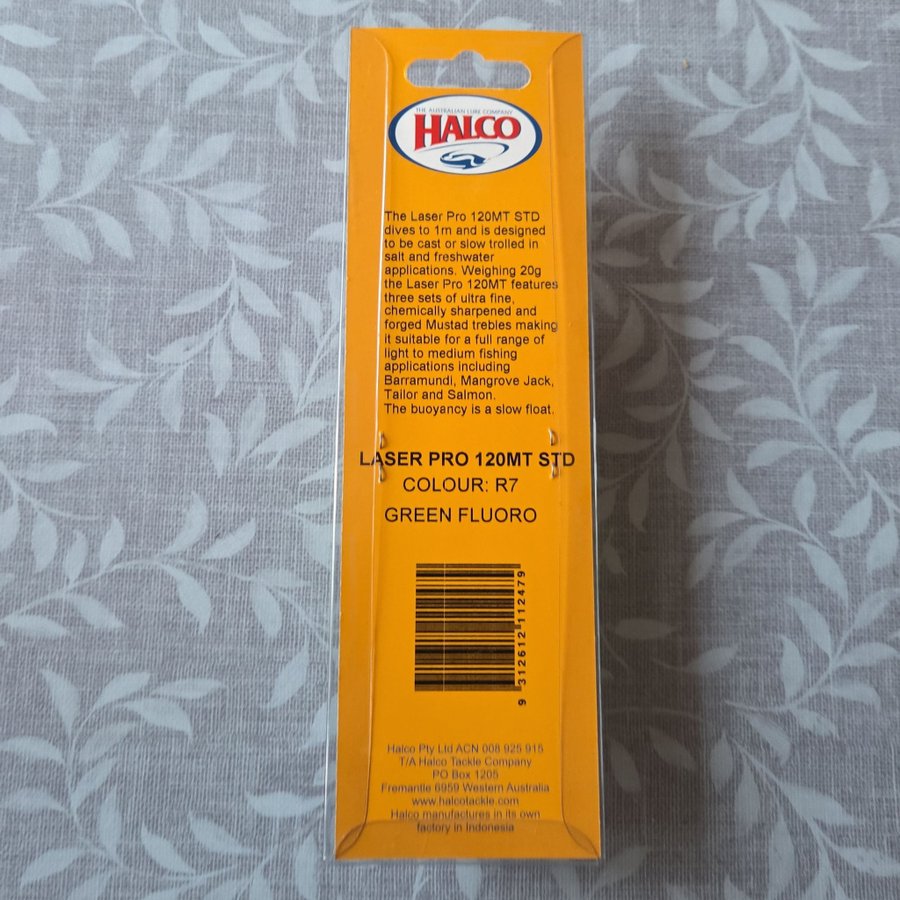 THE AUSTRALIAN LURE COMPANY
HALCO
The Laser Pro 120MT STD
dives to 1m and is designed
to be cast or slow trolled in
salt and freshwater
applications. Weighing 20g
the Laser Pro 120MT features
three sets of ultra fine,
chemically sharpened and
forged Mustad trebles making
it suitable for a full range of
light to medium fishing
applications including
Barramundi, Mangrove Jack,
Tailor and Salmon.
The buoyancy is a slow float.
LASER PRO 120MT STD
COLOUR: R7
GREEN FLUORO
9 312612 112479
Halco Pty Ltd ACN 008 925 915
T/A Halco Tackle Company
PO Box 1205
Fremantle 6959 Western Australia
www.halcotackle.com
Halco manufactures in its own
factory in Indonesia